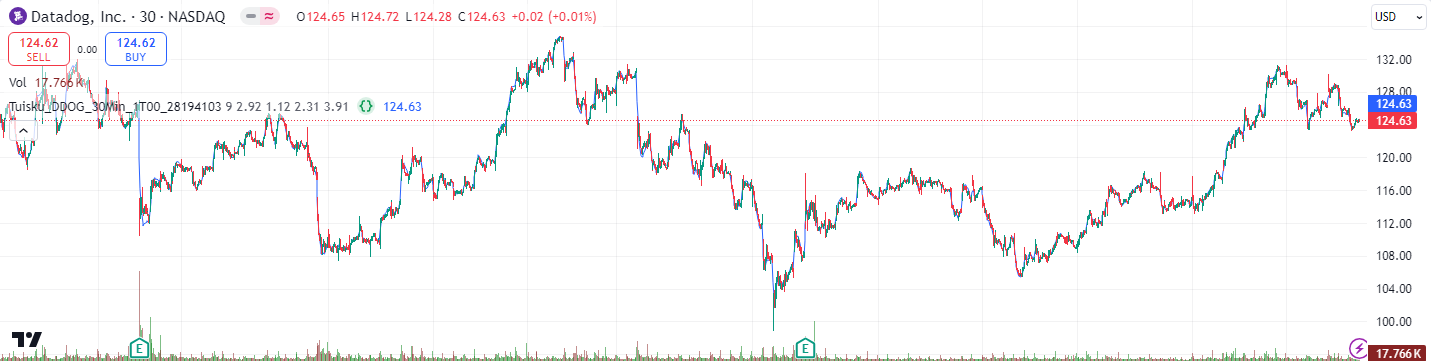 Datadog, Inc. · 30 · NASDAQ O124.65 H124.72 L124.28 C124.63 +0.02 (+0.01%)
USD
124.62 SELL
0.00
124.62 BUY
Vol 17.766 K
Tuisku_DDOG_30Min_1T00_28194103 9 2.92 1.12 2.31 3.91 {} 124.63
132.00
128.00
124.63
124.63
120.00
116.00
112.00
108.00
104.00
100.00
E
E
17.766K